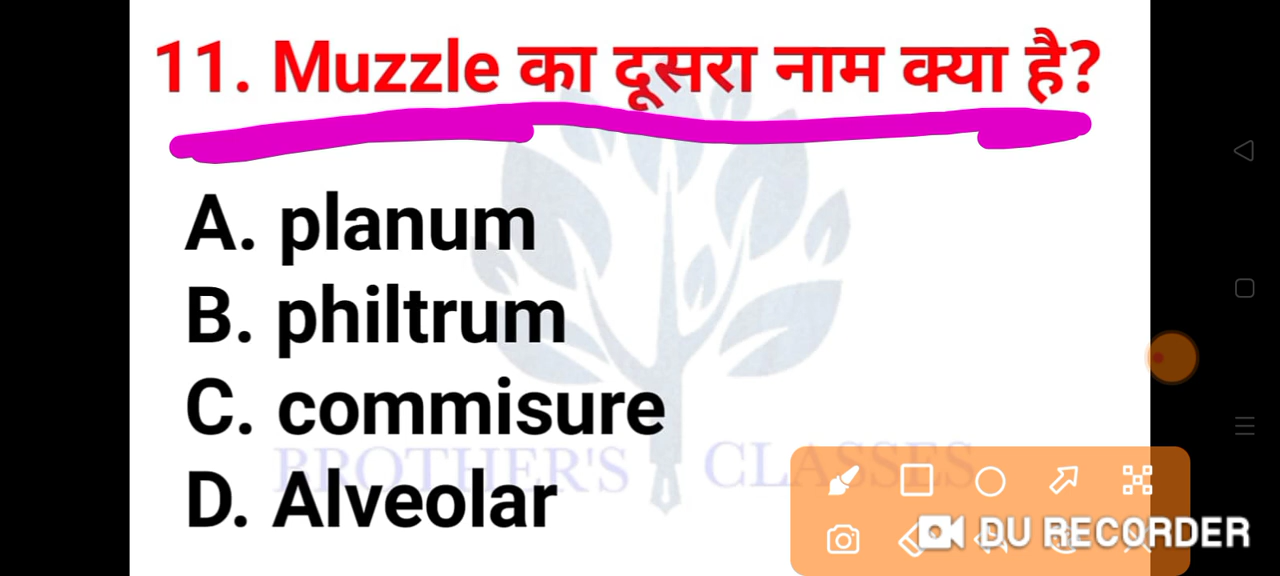 11. Muzzle का दूसरा नाम क्या है?
A. planum
B. philtrum
C. commisure
D. Alveolar
BROTHER'S CLASSES
DU RECORDER